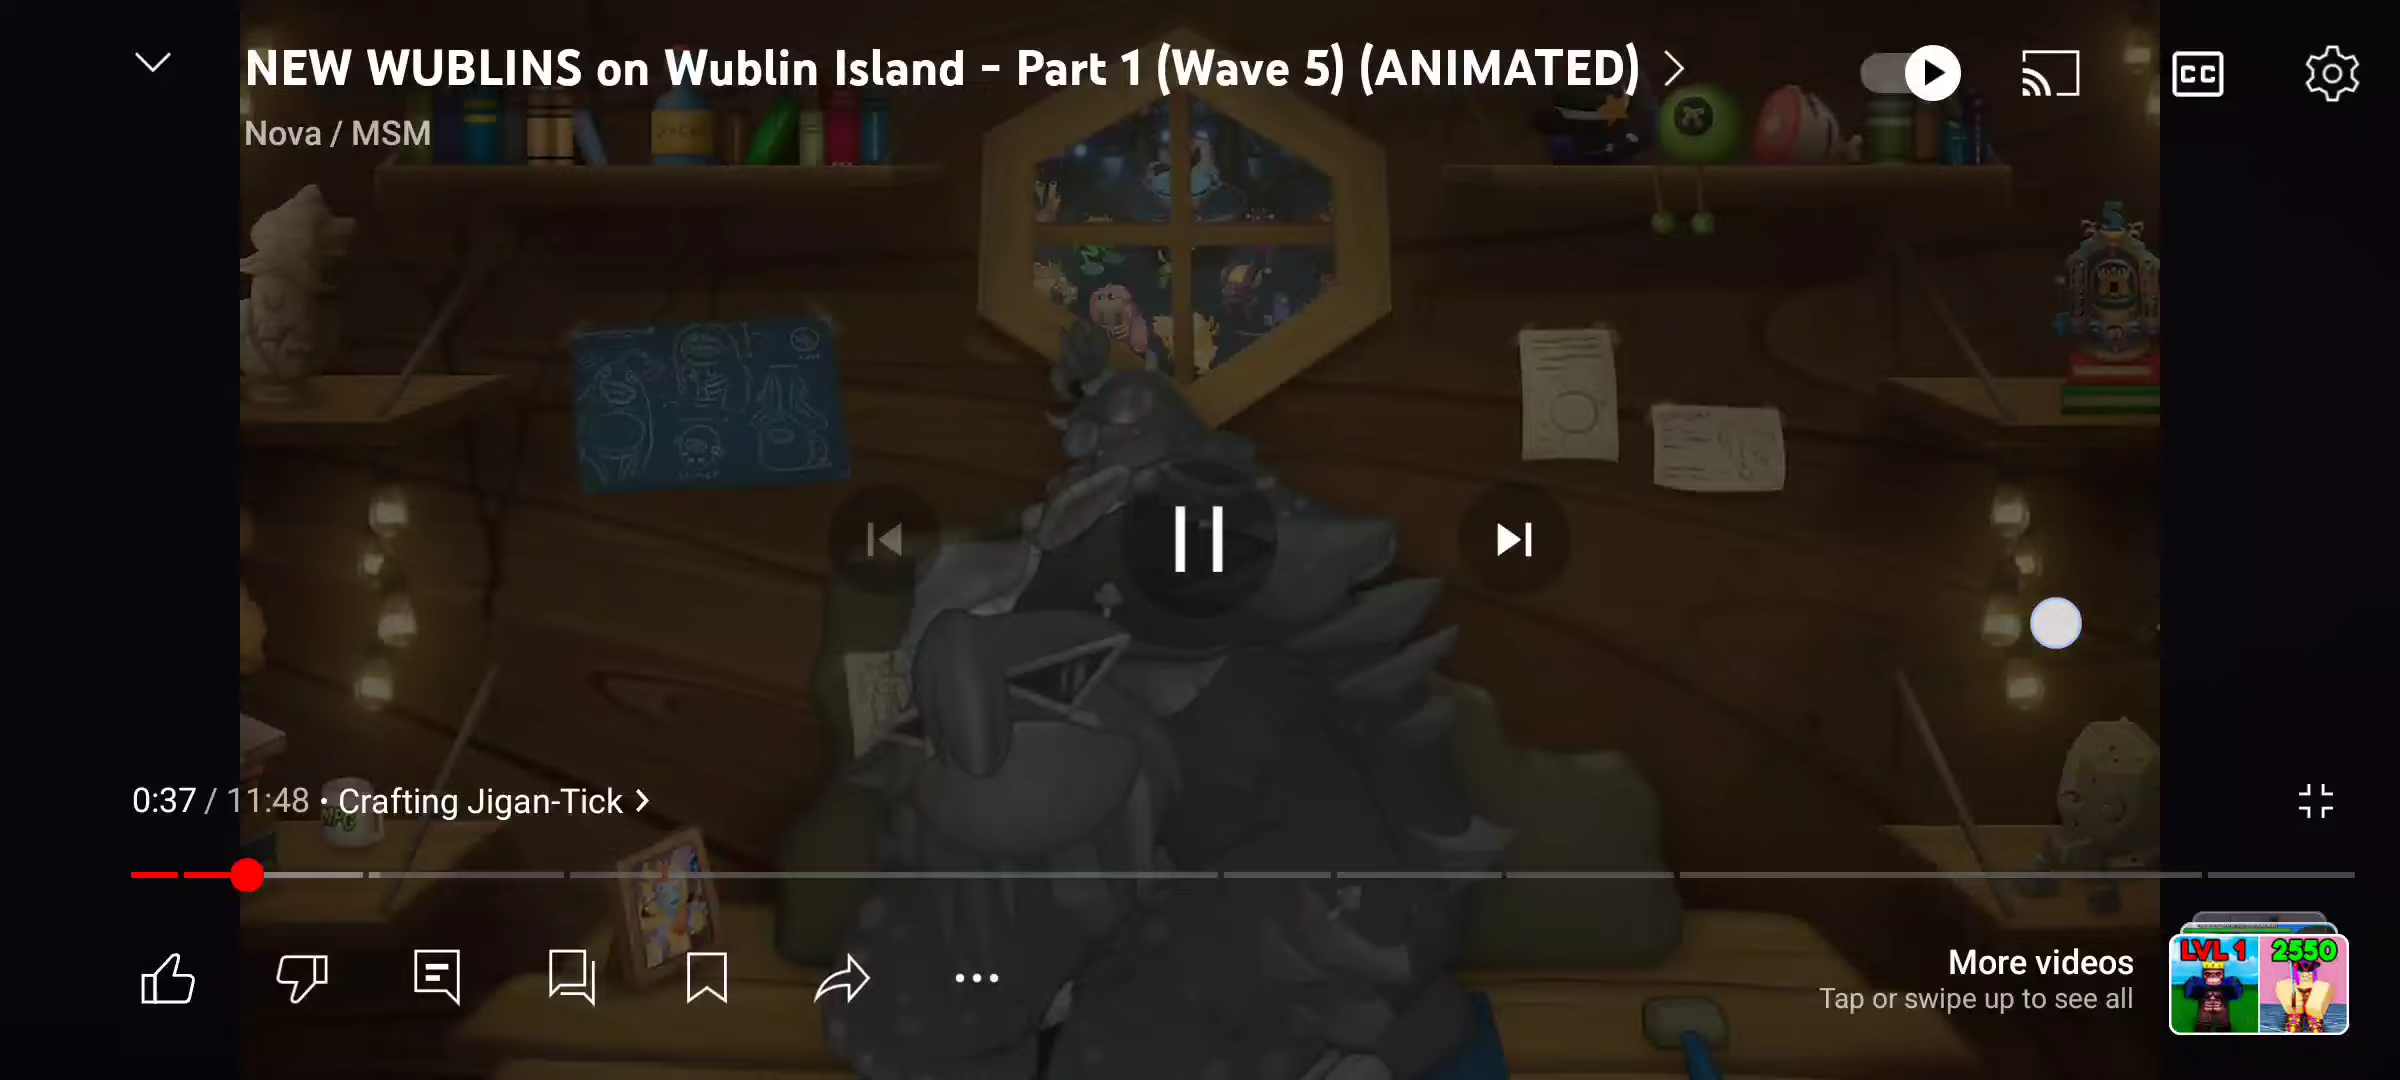 NEW WUBLINS on Wublin Island - Part 1 (Wave 5) (ANIMATED)
Nova / MSM
CC
0:37 / 11:48 • Crafting Jigan-Tick
More videos
Tap or swipe up to see all
LVL 1
2550